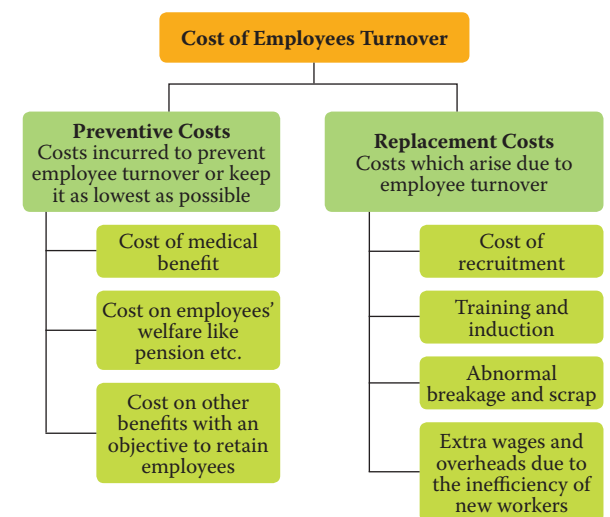 Cost of Employees Turnover
Preventive Costs
Costs incurred to prevent
employee turnover or keep
it as lowest as possible
Cost of medical
benefit
Cost on employees’
welfare like
pension etc.
Cost on other
benefits with an
objective to retain
employees
Replacement Costs
Costs which arise due to
employee turnover
Cost of
recruitment
Training and
induction
Abnormal
breakage and scrap
Extra wages and
overheads due to
the inefficiency of
new workers